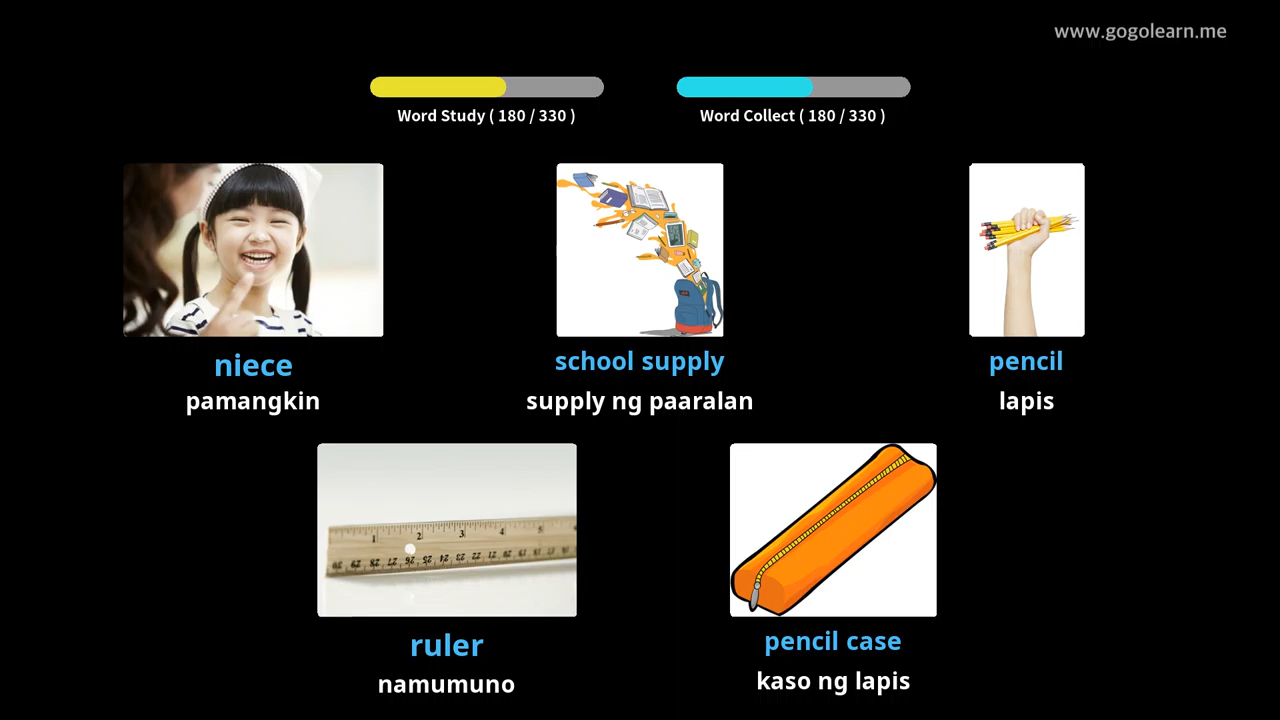 www.gogolearn.me
Word Study ( 180 / 330 )
Word Collect ( 180 / 330 )
niece
pamangkin
school supply
supply ng paaralan
pencil
lapis
ruler
namumuno
pencil case
kaso ng lapis